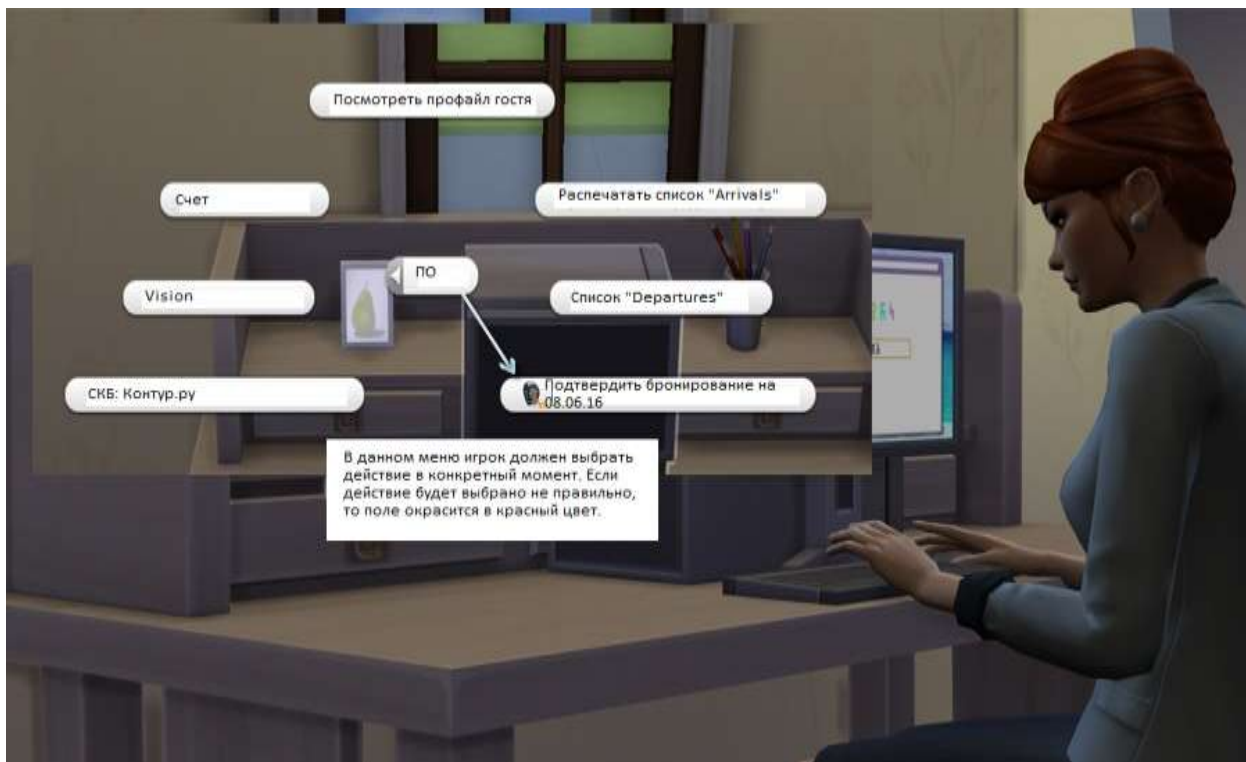 Посмотреть профайл гостя
Счет
Распечатать список "Arrivals"
ПО
Vision
Список "Departures"
СКБ: Контур.ру
Подтвердить бронирование на
08.06.16
В данном меню игрок должен выбрать
действие в конкретный момент. Если
действие будет выбрано не правильно,
то поле окрасится в красный цвет.